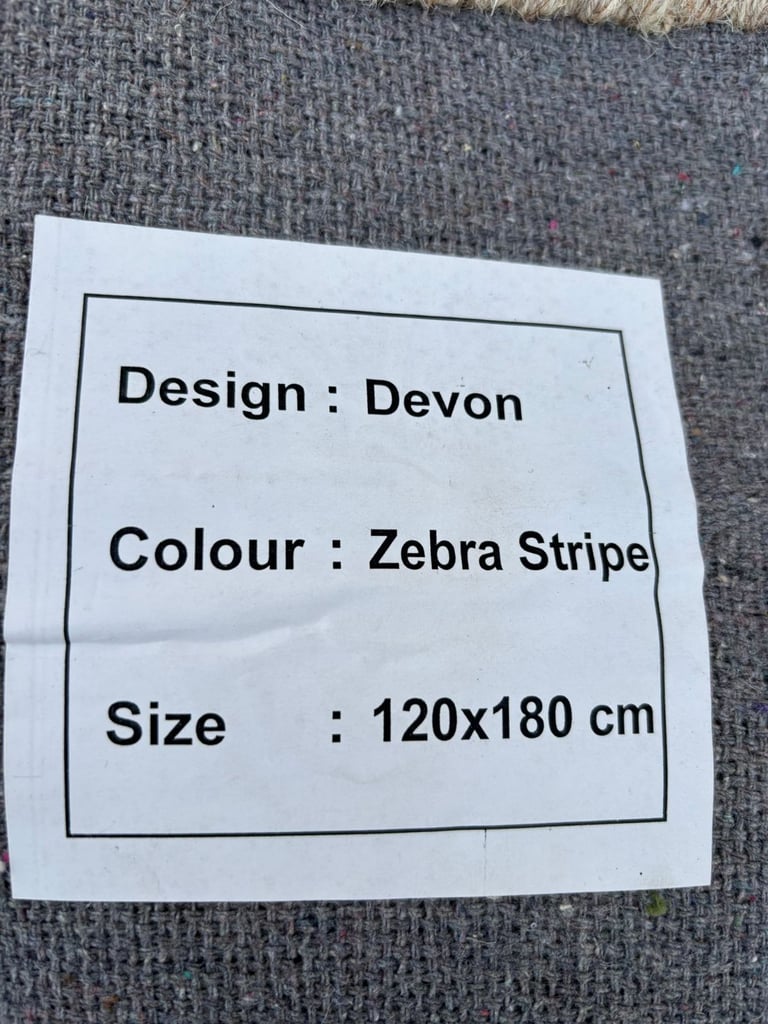 Design : Devon
Colour : Zebra Stripe
Size : 120x180 cm